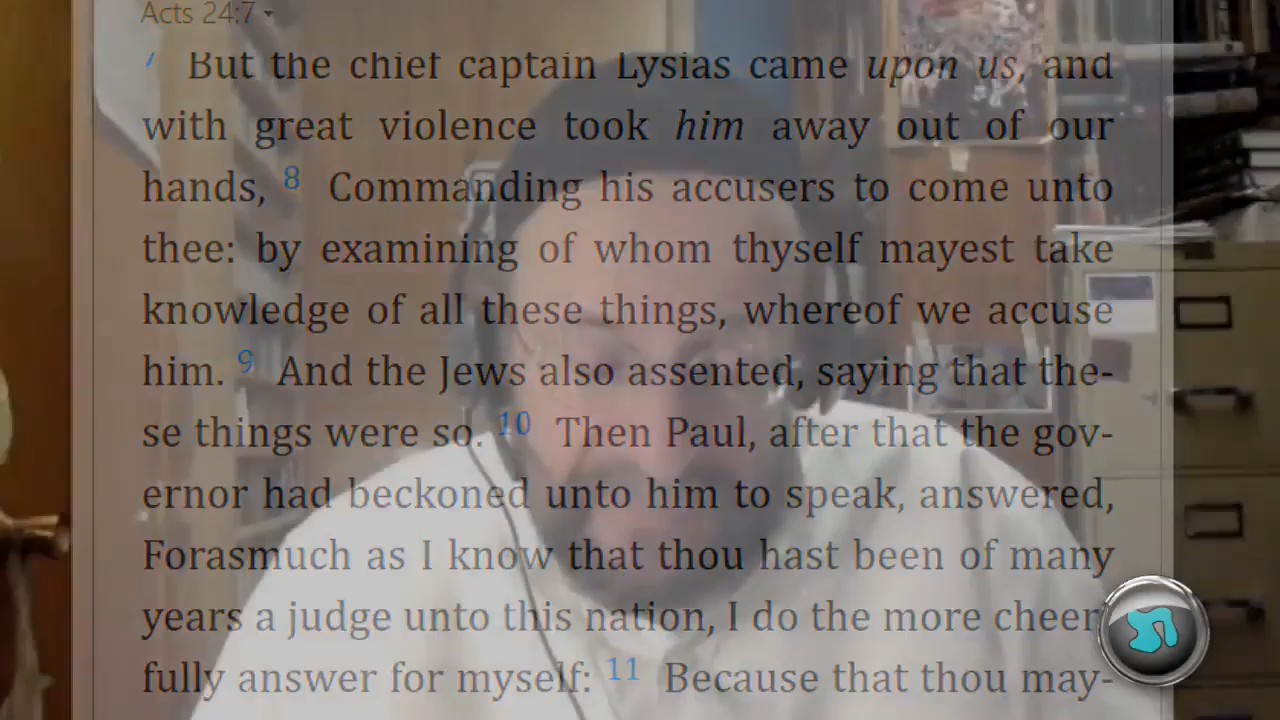 Acts 24:7
7 But the chief captain Lysias came upon us, and
with great violence took him away out of our
hands, 8 Commanding his accusers to come unto
thee: by examining of whom thyself mayest take
knowledge of all these things, whereof we accuse
him. 9 And the Jews also assented, saying that the-
se things were so. 10 Then Paul, after that the gov-
ernor had beckoned unto him to speak, answered,
Forasmuch as I know that thou hast been of many
years a judge unto this nation, I do the more cheer-
fully answer for myself: 11 Because that thou may-